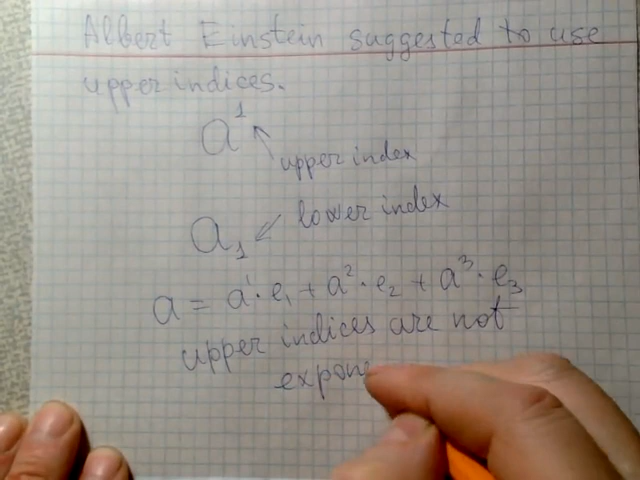 Albert Einstein suggested to use
upper indices.
a¹
upper index
lower index
a₁
a = a¹·e₁ + a²·e₂ + a³·e₃
upper indices are not
expone